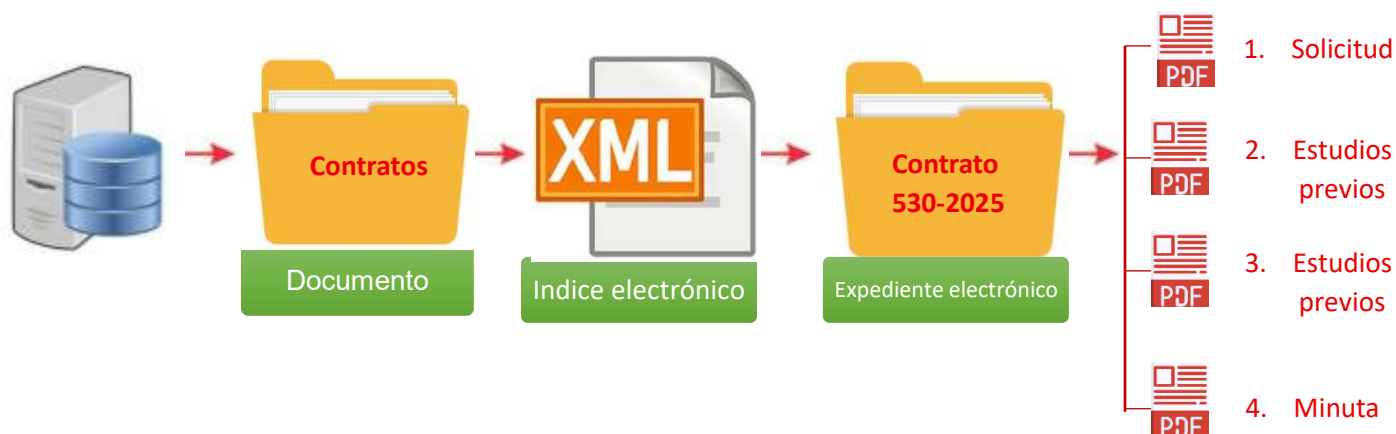 Contratos
Documento
XML
Indice electrónico
Contrato
530-2025
Expediente electrónico
PDF
1. Solicitud
PDF
2. Estudios
previos
PDF
3. Estudios
previos
PDF
4. Minuta